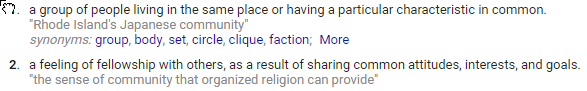 . a group of people living in the same place or having a particular characteristic in common.
"Rhode Island's Japanese community"
synonyms: group, body, set, circle, clique, faction; More
2. a feeling of fellowship with others, as a result of sharing common attitudes, interests, and goals.
"the sense of community that organized religion can provide"